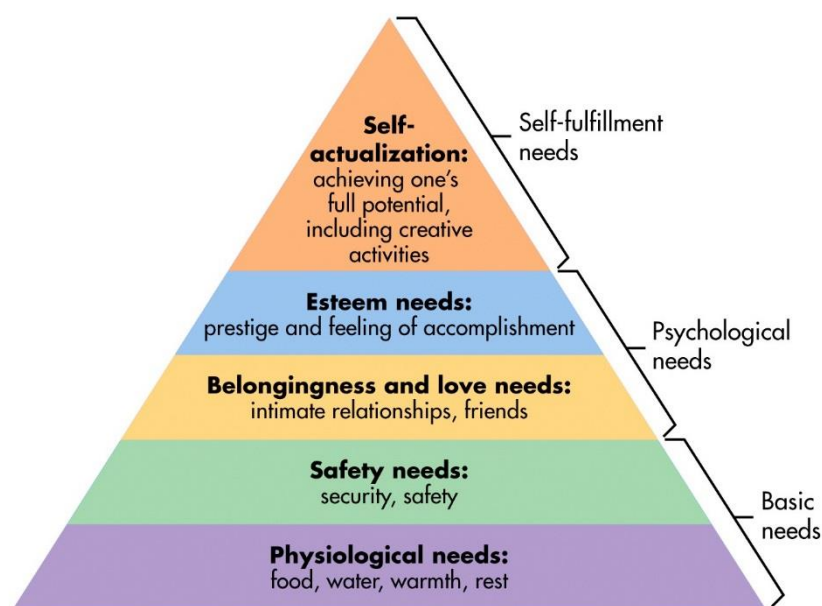 Self-
actualization:
achieving one's
full potential,
including creative
activities
Self-fulfillment
needs
Esteem needs:
prestige and feeling of accomplishment
Psychological
needs
Belongingness and love needs:
intimate relationships, friends
Safety needs:
security, safety
Basic
needs
Physiological needs:
food, water, warmth, rest